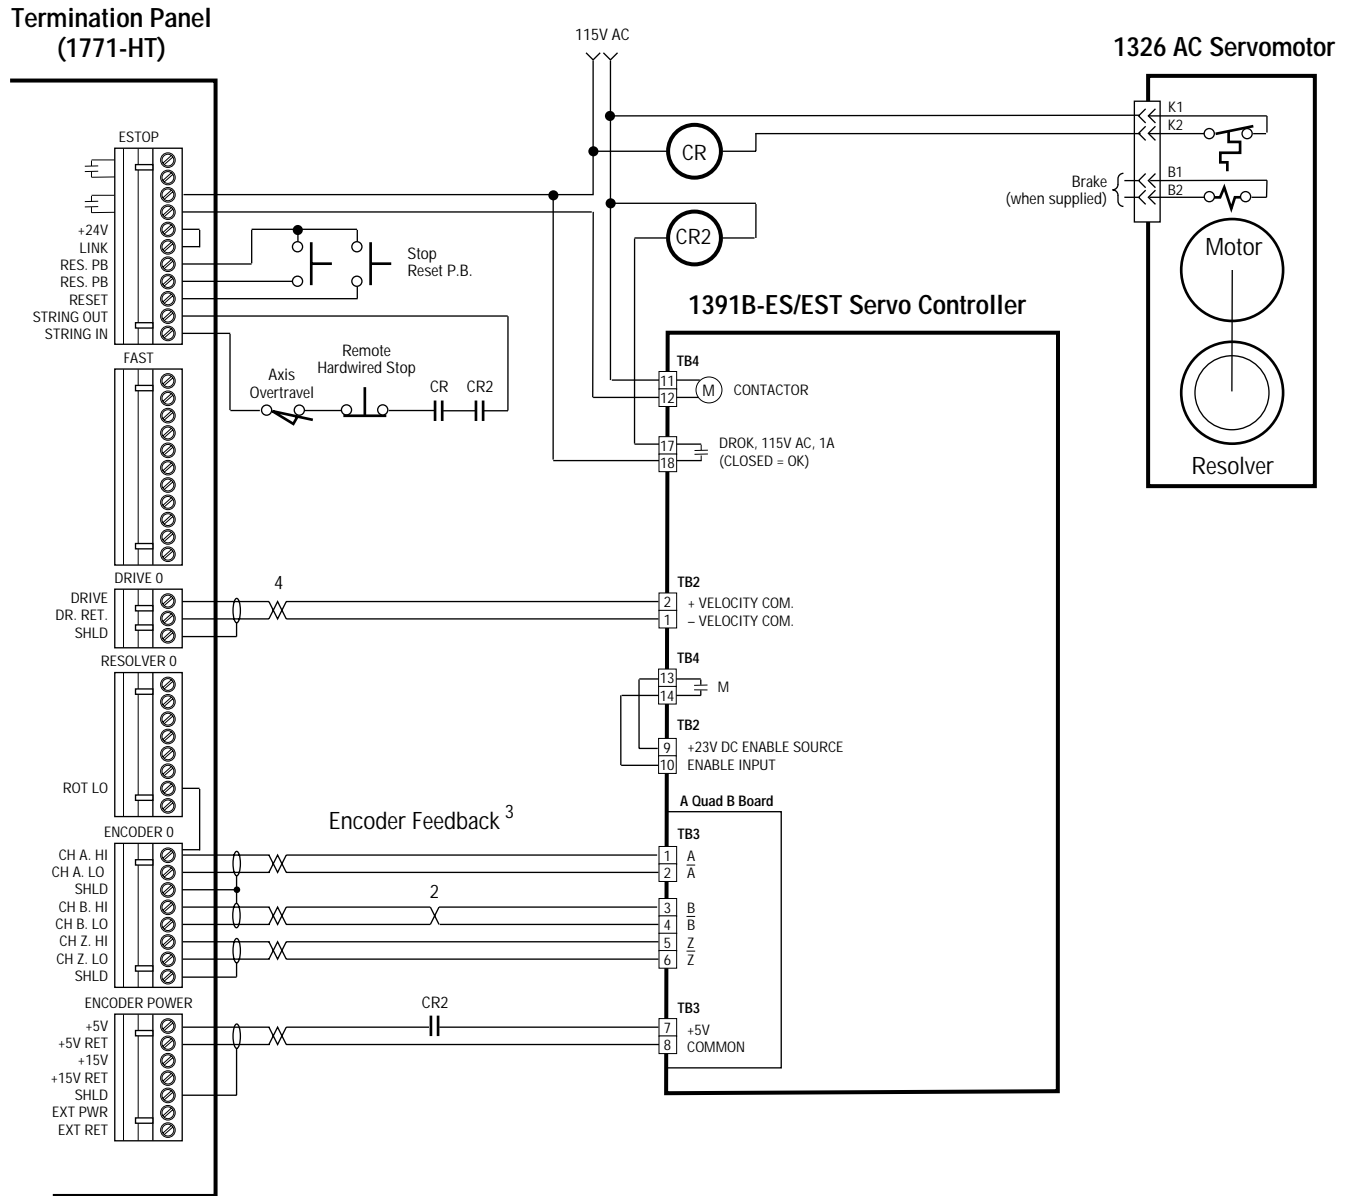 Termination Panel
(1771-HT)
115V AC
1326 AC Servomotor
ESTOP
+24V
LINK
RES. PB
RES. PB
RESET
STRING OUT
STRING IN
Stop
Reset P.B.
CR
CR2
K1
K2
B1
B2
Brake
(when supplied)
Motor
Resolver
1391B-ES/EST Servo Controller
FAST
Axis
Overtravel
Remote
Hardwired Stop
CR
CR2
TB4
11
12
M
CONTACTOR
17
18
DROK, 115V AC, 1A
(CLOSED = OK)
DRIVE 0
DRIVE
DR. RET.
SHLD
4
TB2
2
+ VELOCITY COM.
1
– VELOCITY COM.
RESOLVER 0
ROT LO
TB4
13
14
M
TB2
9
+23V DC ENABLE SOURCE
10
ENABLE INPUT
A Quad B Board
Encoder Feedback 3
ENCODER 0
CH A. HI
CH A. LO
SHLD
CH B. HI
CH B. LO
CH Z. HI
CH Z. LO
SHLD
2
TB3
1 A
2 A̅
3 B
4 B̅
5 Z
6 Z̅
ENCODER POWER
+5V
+5V RET
+15V
+15V RET
SHLD
EXT PWR
EXT RET
CR2
TB3
7 +5V
8 COMMON